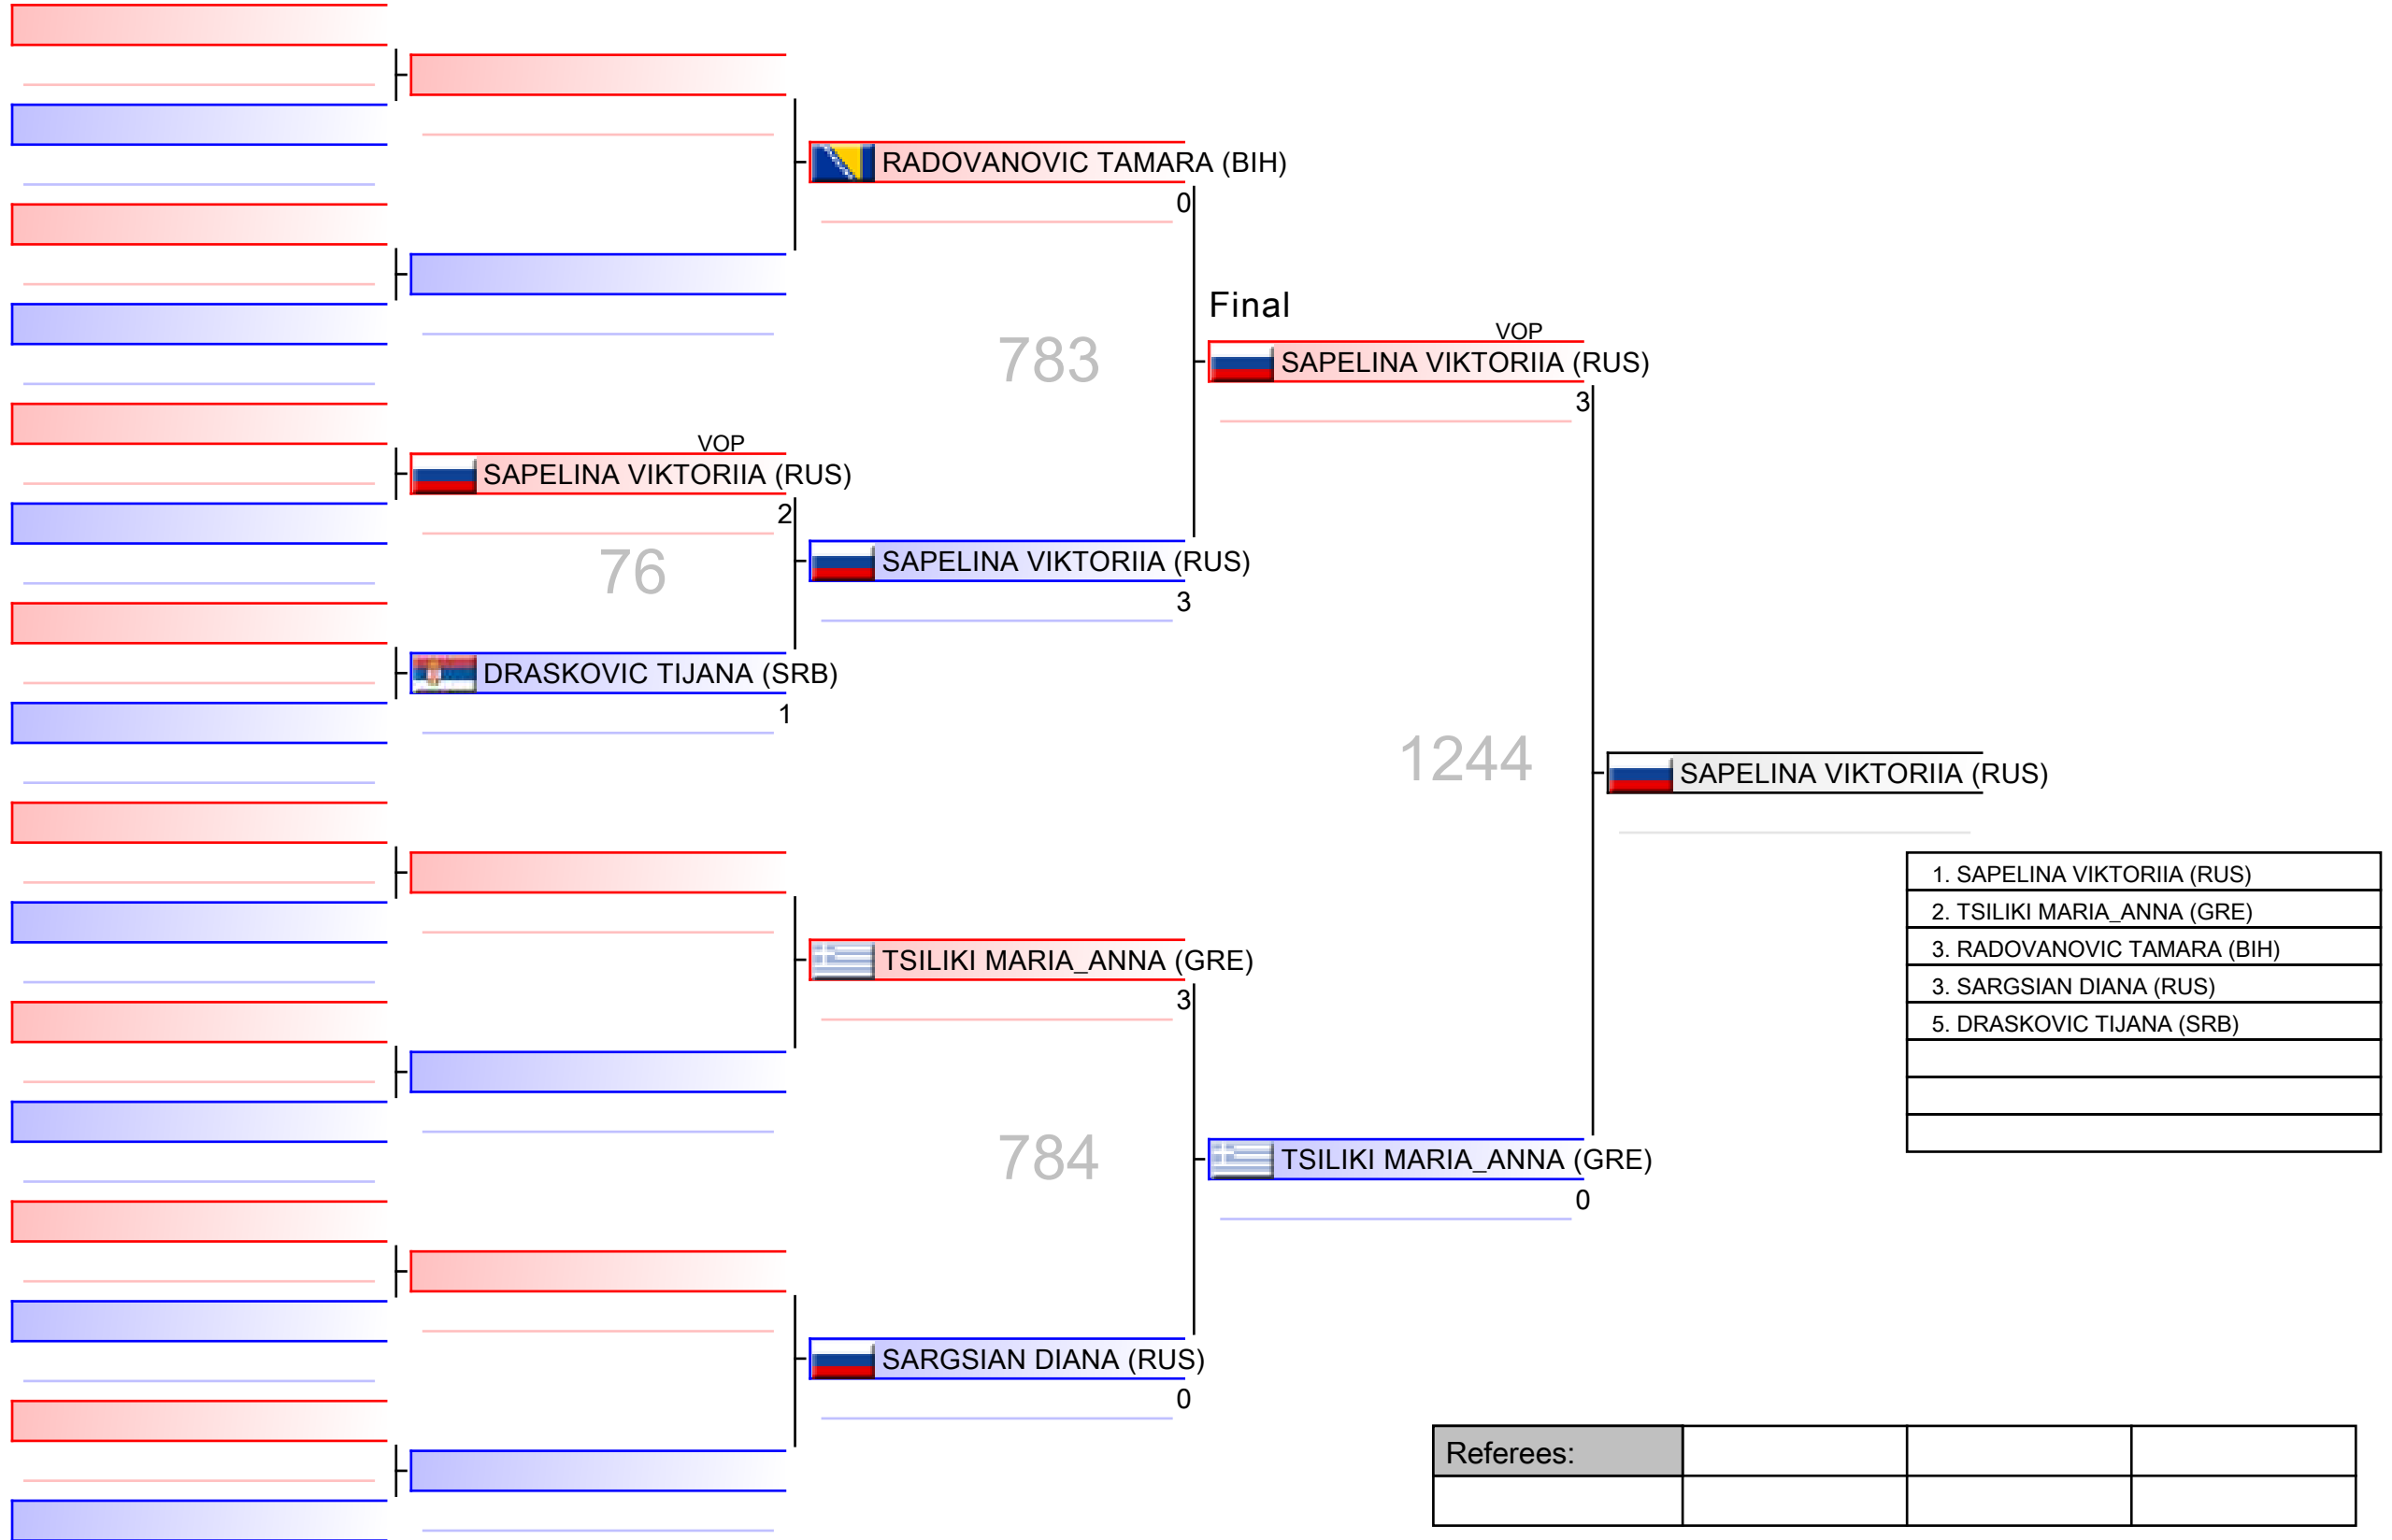 RADOVANOVIC TAMARA (BIH)
0
783
Final
VOP
SAPELINA VIKTORIIA (RUS)
3
VOP
SAPELINA VIKTORIIA (RUS)
2
76
SAPELINA VIKTORIIA (RUS)
3
DRASKOVIC TIJANA (SRB)
1
1244
SAPELINA VIKTORIIA (RUS)
1. SAPELINA VIKTORIIA (RUS)
2. TSILIKI MARIA_ANNA (GRE)
3. RADOVANOVIC TAMARA (BIH)
3. SARGSIAN DIANA (RUS)
5. DRASKOVIC TIJANA (SRB)
TSILIKI MARIA_ANNA (GRE)
3
784
TSILIKI MARIA_ANNA (GRE)
0
SARGSIAN DIANA (RUS)
0
Referees: